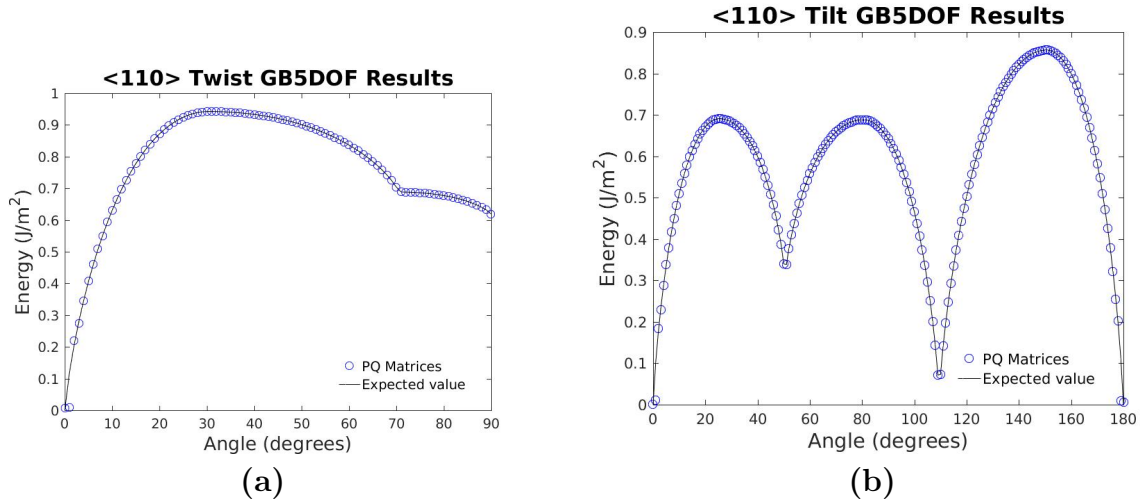 <110> Twist GB5DOF Results
Energy (J/m²)
1
0.9
0.8
0.7
0.6
0.5
0.4
0.3
0.2
0.1
0
PQ Matrices
Expected value
0 10 20 30 40 50 60 70 80 90
Angle (degrees)
(a)
<110> Tilt GB5DOF Results
Energy (J/m²)
0.9
0.8
0.7
0.6
0.5
0.4
0.3
0.2
0.1
0
PQ Matrices
Expected value
0 20 40 60 80 100 120 140 160 180
Angle (degrees)
(b)